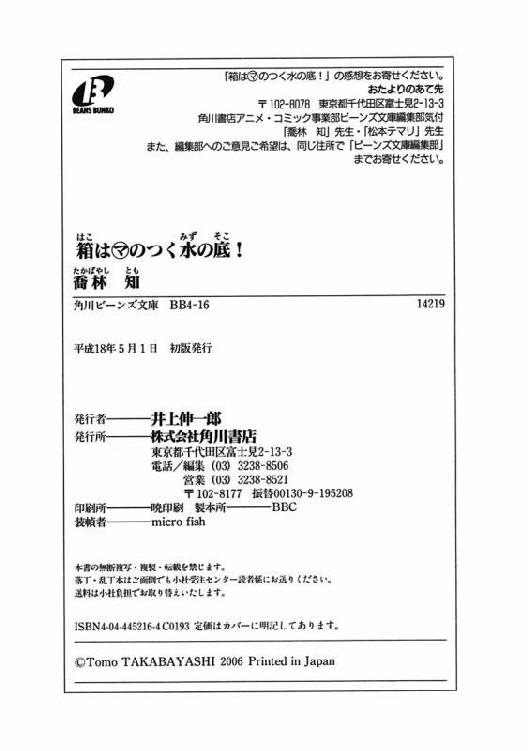 BEANS BUNKO
「箱は㋮のつく水の底！」の感想をお寄せください。
おたよりのあて先
〒102-8078 東京都千代田区富士見2-13-3
角川書店アニメ・コミック事業部ビーンズ文庫編集部気付
「喬林 知」先生・「松本テマリ」先生
また、編集部へのご意見ご希望は、同じ住所で「ビーンズ文庫編集部」
までお寄せください。
はこ みず そこ
箱は㋮のつく水の底！
たかばやし とも
喬林 知
角川ビーンズ文庫 BB4-16 14219
平成18年5月1日 初版発行
発行者―――井上伸一郎
発行所―――株式会社角川書店
東京都千代田区富士見2-13-3
電話／編集 (03) 3238-8506
営業 (03) 3238-8521
〒102-8177 振替00130-9-195208
印刷所―――暁印刷 製本所―――BBC
装幀者―――micro fish
本書の無断複写・複製・転載を禁じます。
落丁・乱丁本はご面倒でも小社受注センター読者係にお送りください。
送料は小社負担でお取り替えいたします。
ISBN4-04-445216-4 C0193 定価はカバーに明記してあります。
©Tomo TAKABAYASHI 2006 Printed in Japan